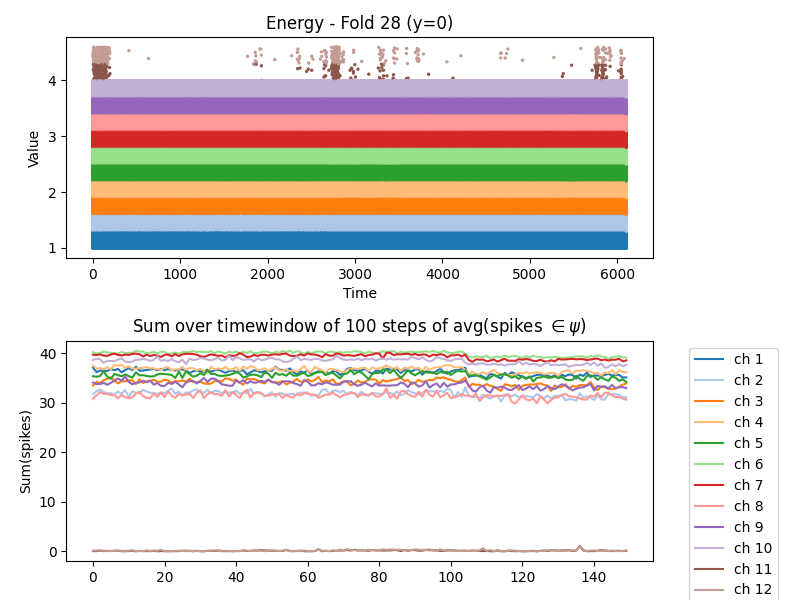 Energy - Fold 28 (y=0)
Value
4
3
2
1
0 1000 2000 3000 4000 5000 6000
Time
Sum over timewindow of 100 steps of avg(spikes ∈ ψ)
Sum(spikes)
40
30
20
10
0
0 20 40 60 80 100 120 140
ch 1
ch 2
ch 3
ch 4
ch 5
ch 6
ch 7
ch 8
ch 9
ch 10
ch 11
ch 12